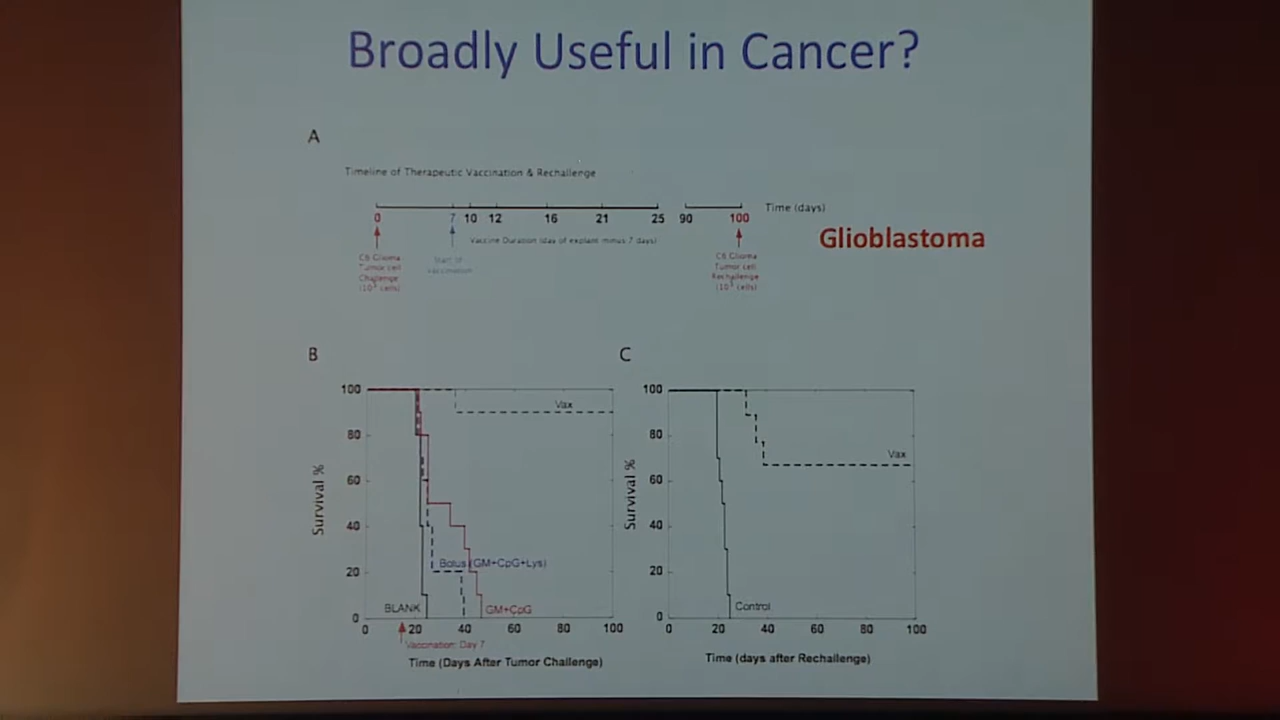 Broadly Useful in Cancer?
A
Timeline of Therapeutic Vaccination & Rechallenge
0 7 10 12 16 21 25 90 100 Time (days)
Glioblastoma
Vaccine Duration (day of explant minus 7 days)
C6 Glioma
Tumor cell
Challenge
(10⁵ cells)
Start of
Vaccination
C6 Glioma
Tumor cell
Rechallenge
cells)
B
100
80
60
40
20
0
Survival %
Vax
Bolus (GM+CpG+Lys)
BLANK
GM+CpG
0 20 40 60 80 100
Vaccination: Day 7
Time (Days After Tumor Challenge)
C
100
80
60
40
20
0
Survival %
Vax
Control
0 20 40 60 80 100
Time (days after Rechallenge)